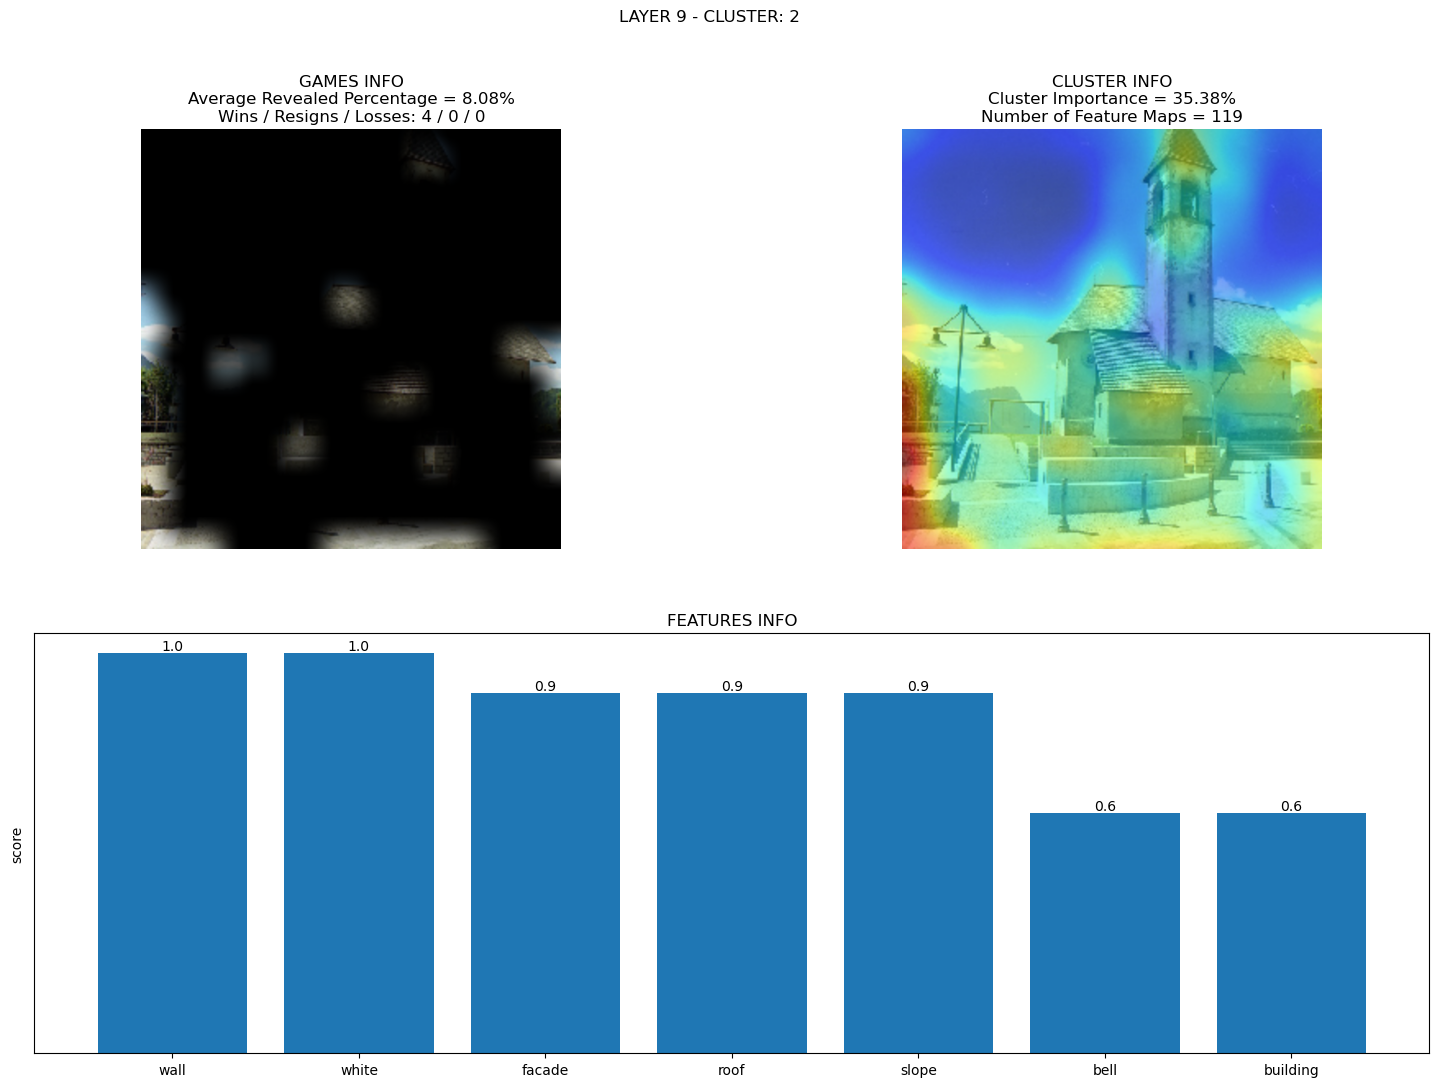 LAYER 9 - CLUSTER: 2
GAMES INFO
Average Revealed Percentage = 8.08%
Wins / Resigns / Losses: 4 / 0 / 0
CLUSTER INFO
Cluster Importance = 35.38%
Number of Feature Maps = 119
FEATURES INFO
score
1.0
1.0
0.9
0.9
0.9
0.6
0.6
wall
white
facade
roof
slope
bell
building